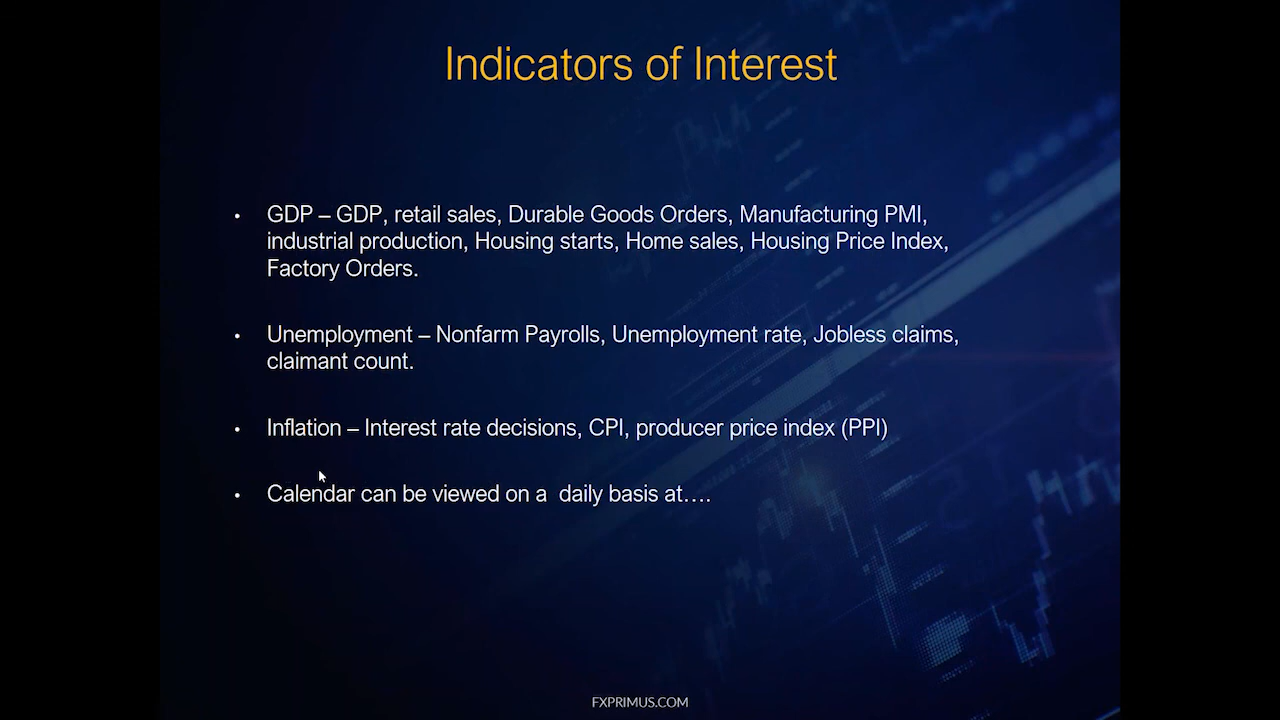 Indicators of Interest
• GDP – GDP, retail sales, Durable Goods Orders, Manufacturing PMI,
industrial production, Housing starts, Home sales, Housing Price Index,
Factory Orders.
• Unemployment – Nonfarm Payrolls, Unemployment rate, Jobless claims,
claimant count.
• Inflation – Interest rate decisions, CPI, producer price index (PPI)
• Calendar can be viewed on a  daily basis at….
FXPRIMUS.COM